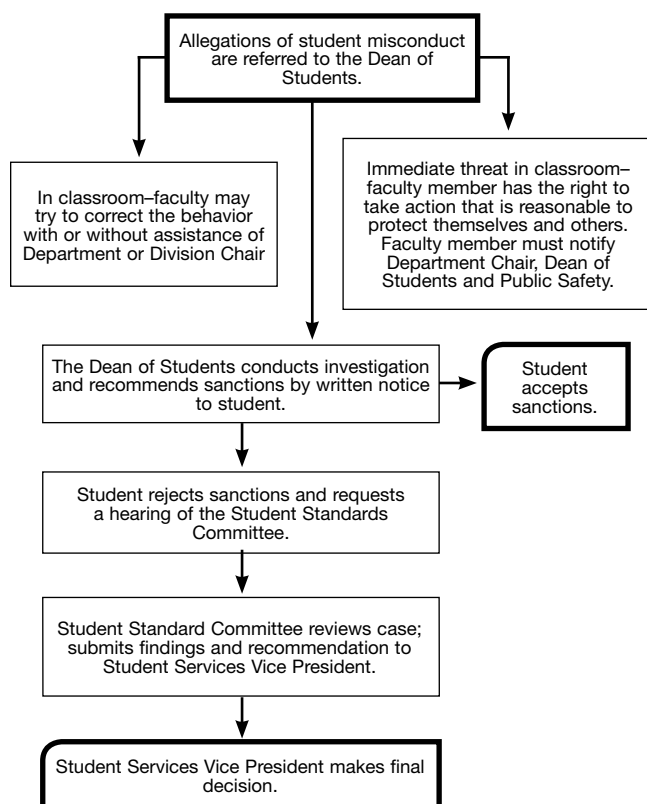 Allegations of student misconduct
are referred to the Dean of
Students.
In classroom–faculty may
try to correct the behavior
with or without assistance of
Department or Division Chair
Immediate threat in classroom–
faculty member has the right to
take action that is reasonable to
protect themselves and others.
Faculty member must notify
Department Chair, Dean of
Students and Public Safety.
The Dean of Students conducts investigation
and recommends sanctions by written notice
to student.
Student
accepts
sanctions.
Student rejects sanctions and requests
a hearing of the Student Standards
Committee.
Student Standard Committee reviews case;
submits findings and recommendation to
Student Services Vice President.
Student Services Vice President makes final
decision.